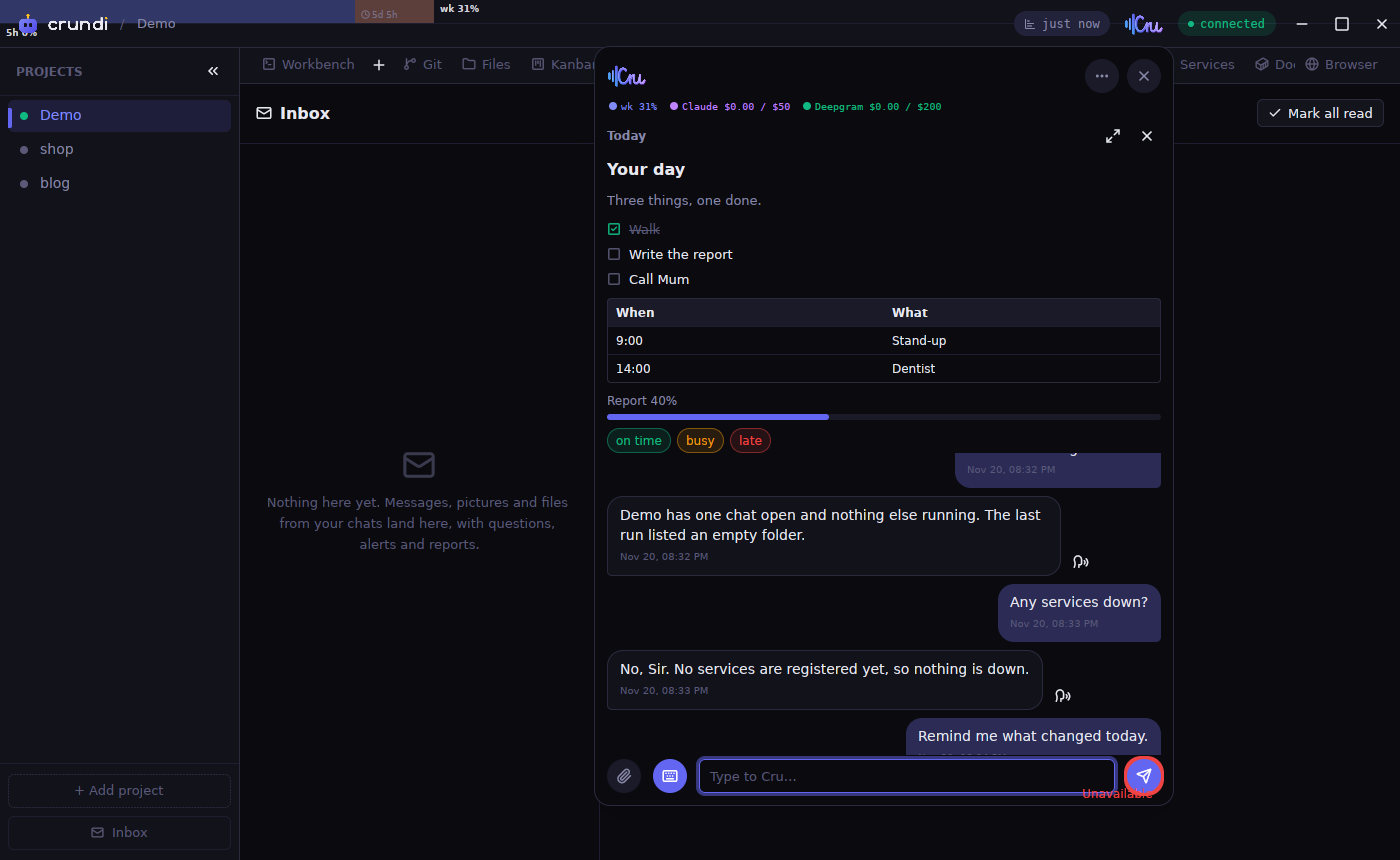 5d 5h
wk 31%
5h 0%
crundi / Demo
just now
Cru
connected
PROJECTS
Demo
shop
blog
+ Add project
Inbox
Workbench
Git
Files
Kanba
Services
Do
Browser
Inbox
Mark all read
Nothing here yet. Messages, pictures and files
from your chats land here, with questions,
alerts and reports.
Cru
wk 31% Claude $0.00 / $50 Deepgram $0.00 / $200
Today
Your day
Three things, one done.
Walk
Write the report
Call Mum
When What
9:00 Stand-up
14:00 Dentist
Report 40%
on time busy late
Nov 20, 08:32 PM
Demo has one chat open and nothing else running. The last
run listed an empty folder.
Nov 20, 08:32 PM
Any services down?
Nov 20, 08:33 PM
No, Sir. No services are registered yet, so nothing is down.
Nov 20, 08:33 PM
Remind me what changed today.
Type to Cru...
Unavailable